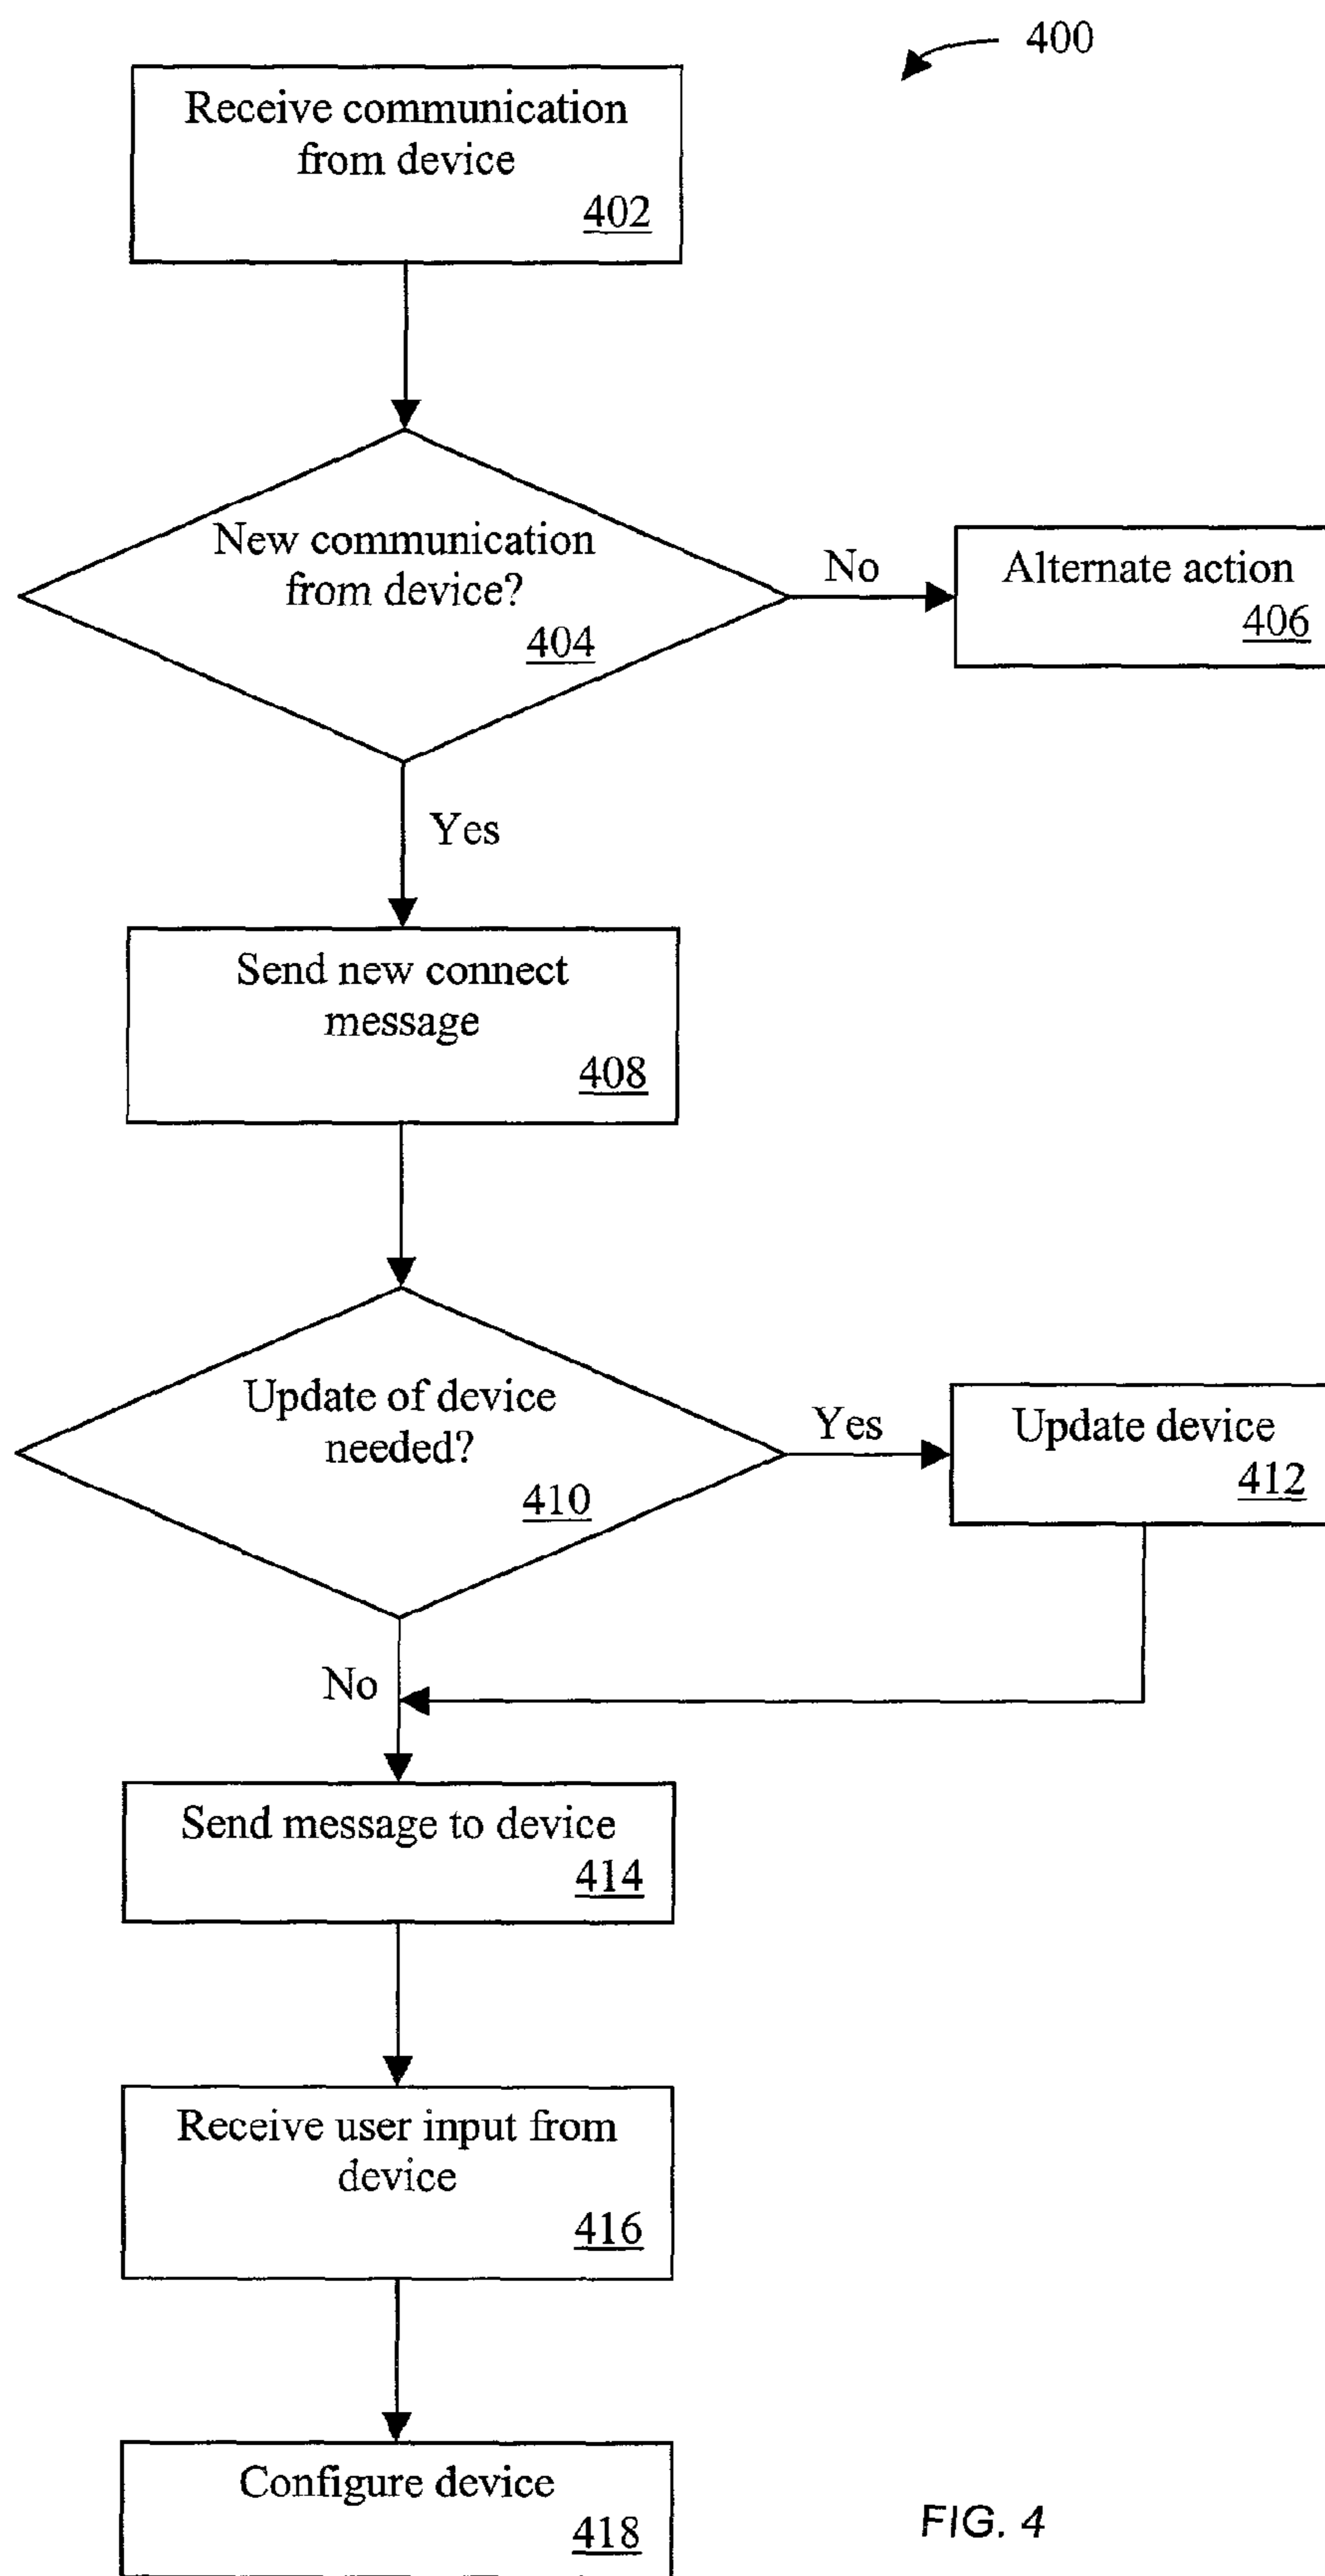 400
Receive communication
from device
402
New communication
from device?
404
No
Alternate action
406
Yes
Send new connect
message
408
Update of device
needed?
410
Yes
Update device
412
No
Send message to device
414
Receive user input from
device
416
Configure device
418
FIG. 4